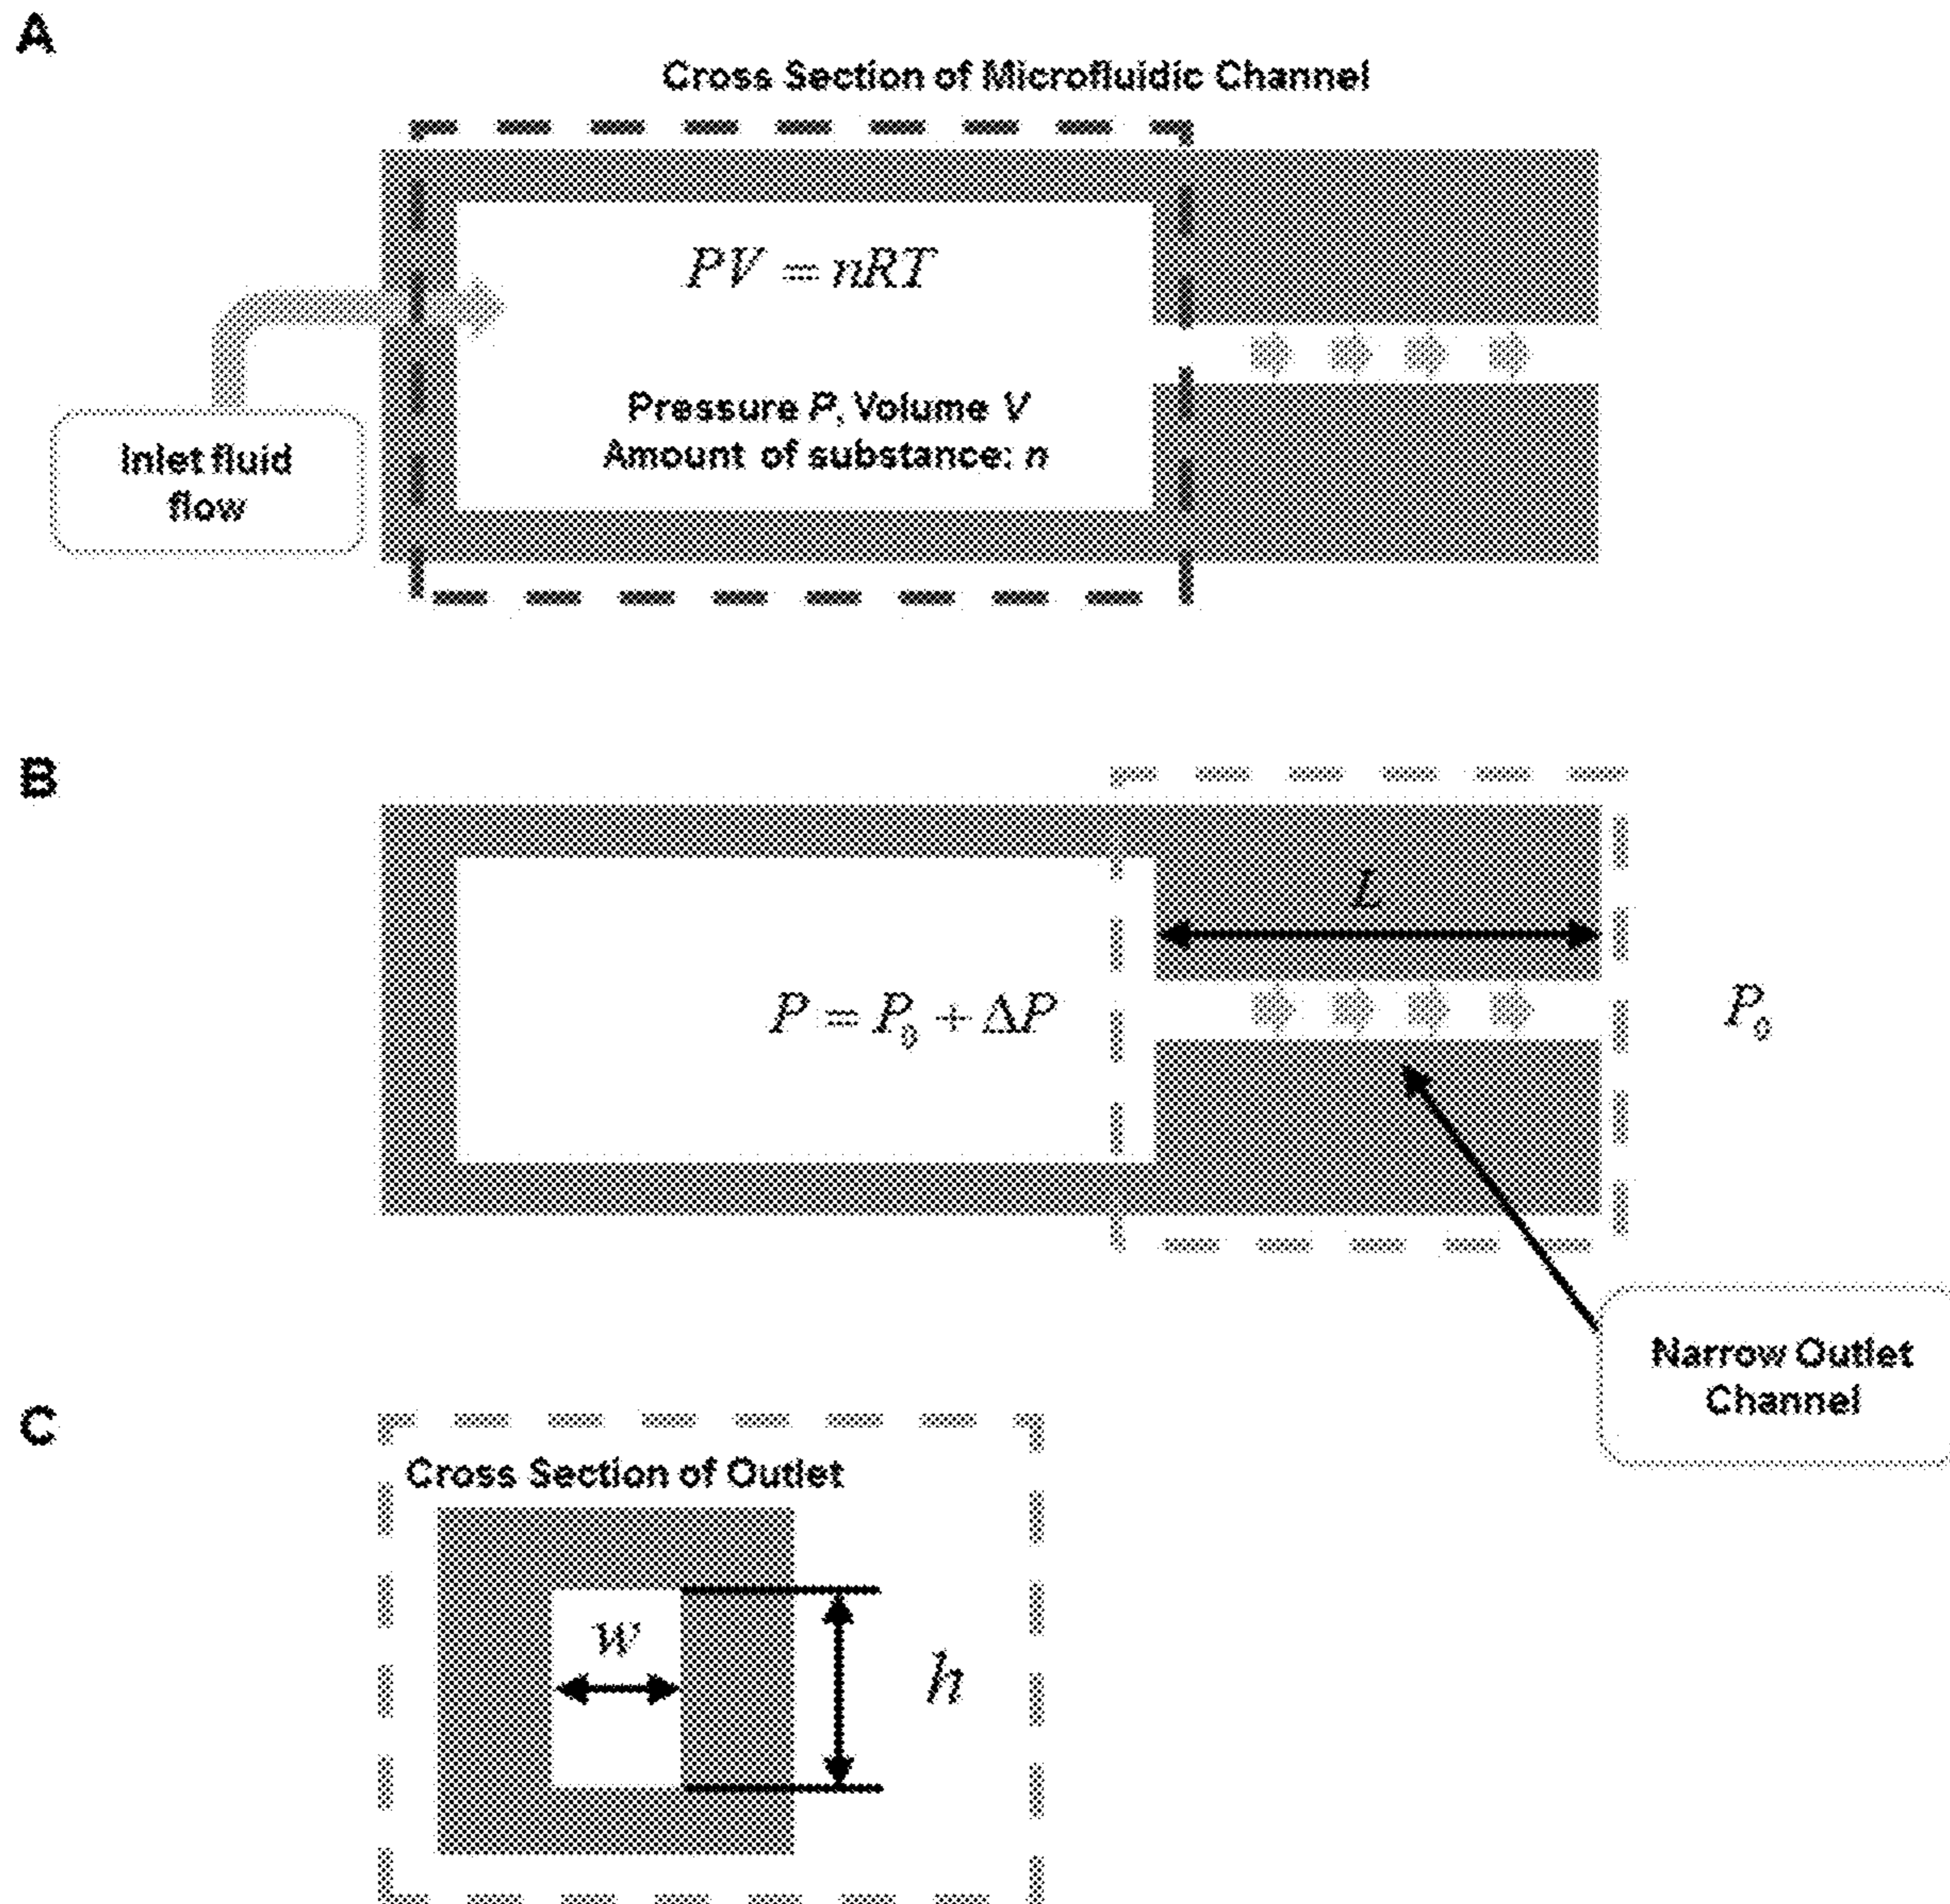 A
Cross Section of Microfluidic Channel
PV = nRT
Pressure P, Volume V
Amount of substance: n
Inlet fluid
flow
B
L
P = P₀ + ΔP
P₀
Narrow Outlet
Channel
C
Cross Section of Outlet
w
h